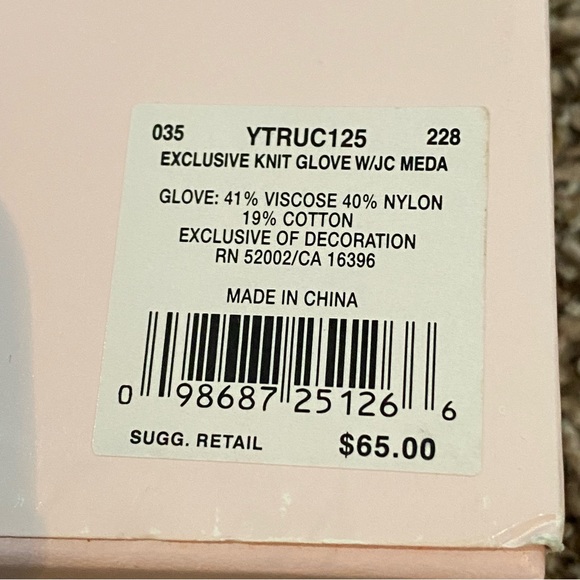 035 YTRUC125 228
EXCLUSIVE KNIT GLOVE W/JC MEDA
GLOVE: 41% VISCOSE 40% NYLON
19% COTTON
EXCLUSIVE OF DECORATION
RN 52002/CA 16396
MADE IN CHINA
0 98687 25126 6
SUGG. RETAIL $65.00